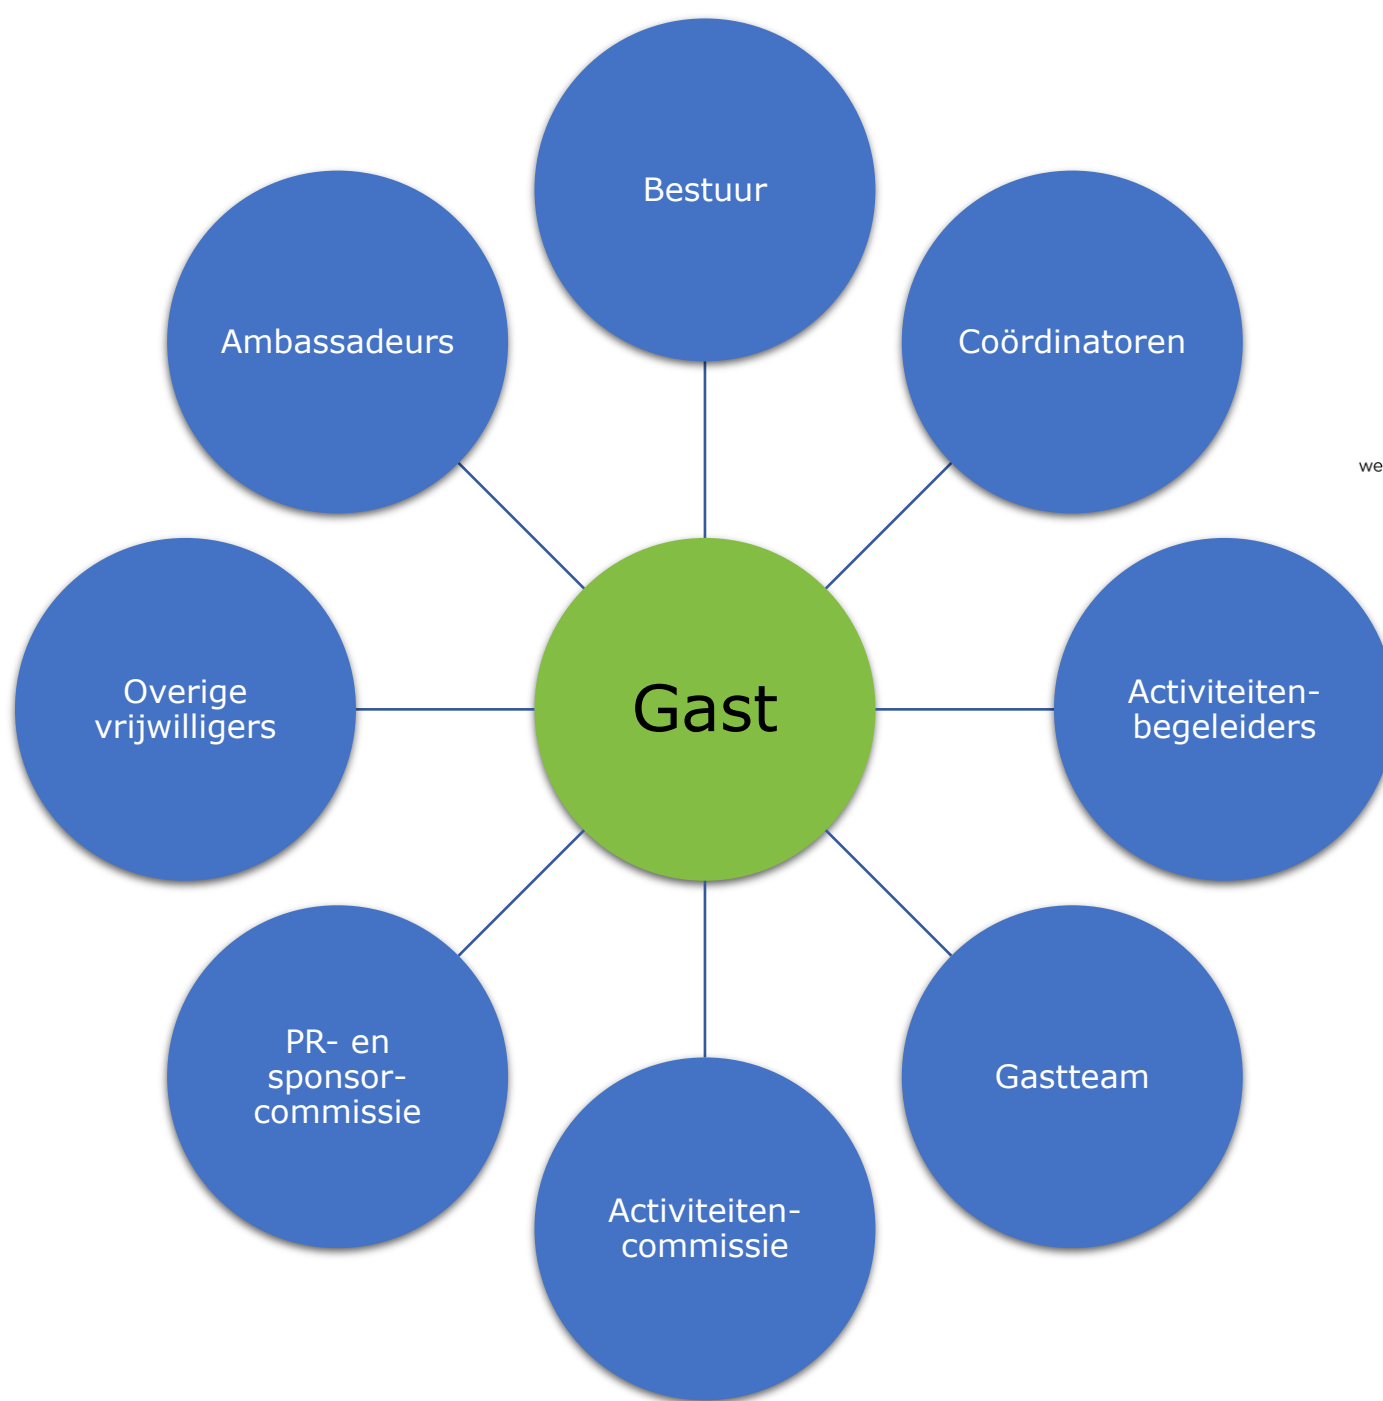 Bestuur
Ambassadeurs
Coördinatoren
we
Overige
vrijwilligers
Gast
Activiteiten-
begeleiders
PR- en
sponsor-
commissie
Gastteam
Activiteiten-
commissie